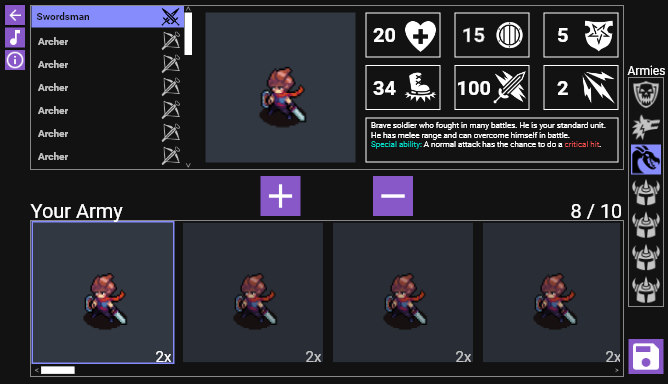 Swordsman
Archer
Archer
Archer
Archer
Archer
Archer
20
15
5
34
100
2
Brave soldier who fought in many battles. He is your standard unit.
He has melee range and can overcome himself in battle.
Special ability: A normal attack has the chance to do a critical hit.
Armies
Your Army
8 / 10
2x
2x
2x
2x